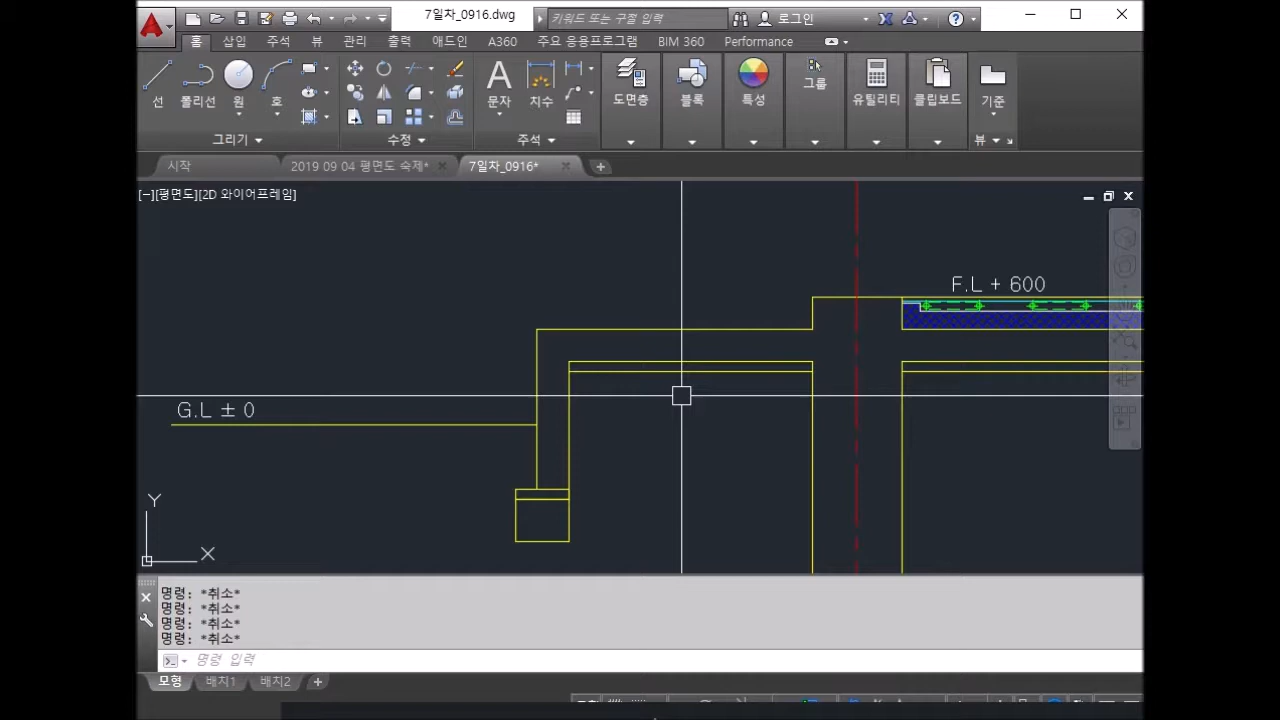 7일차_0916.dwg
키워드 또는 구절 입력
로그인
홈 삽입 주석 뷰 관리 출력 애드인 A360 주요 응용프로그램 BIM 360 Performance
선 폴리선 원 호 문자 치수 도면층 블록 특성 그룹 유틸리티 클립보드 기준
그리기 수정 주석 뷰
시작 2019 09 04 평면도 숙제* 7일차_0916*
[−][평면도][2D 와이어프레임]
F.L + 600
G.L ± 0
Y
X
명령: *취소*
명령: *취소*
명령: *취소*
명령: *취소*
명령 입력
모형 배치1 배치2